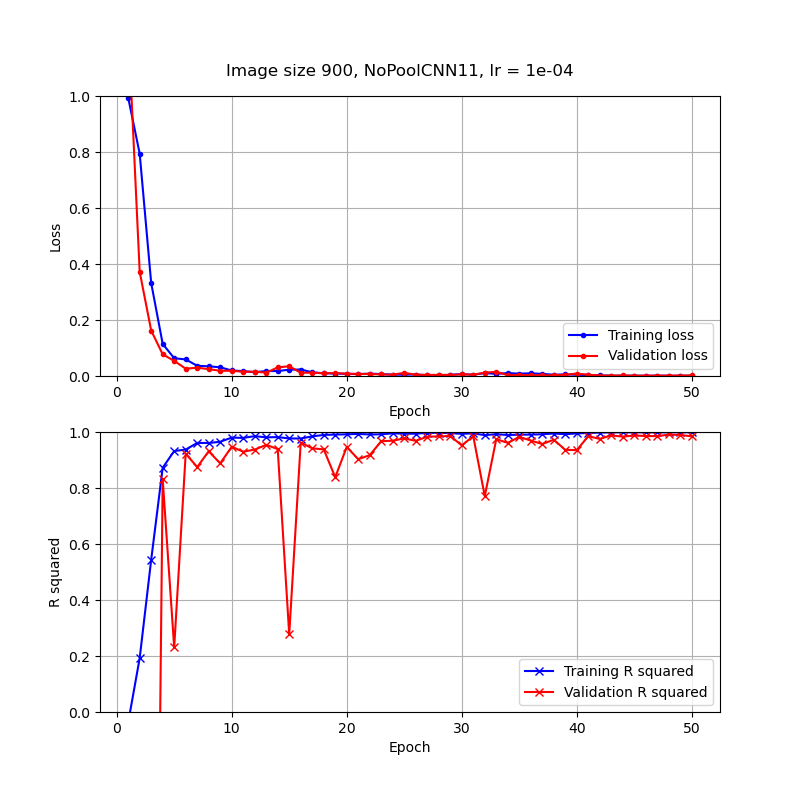 Image size 900, NoPoolCNN11, lr = 1e-04
1.0
0.8
0.6
0.4
0.2
0.0
Loss
Training loss
Validation loss
0 10 20 30 40 50
Epoch
1.0
0.8
0.6
0.4
0.2
0.0
R squared
Training R squared
Validation R squared
0 10 20 30 40 50
Epoch